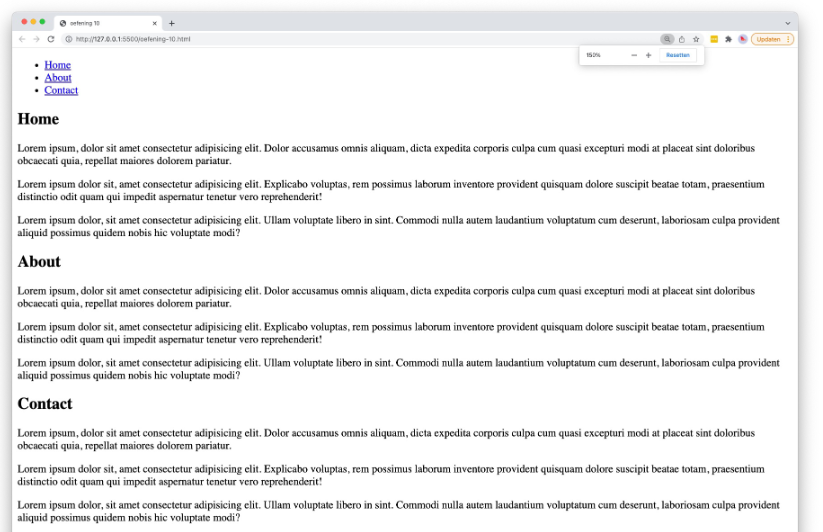 oefening 10
http://127.0.0.1:5500/oefening-10.html
Updaten
150%
Resetten
Home
About
Contact
Home
Lorem ipsum, dolor sit amet consectetur adipisicing elit. Dolor accusamus omnis aliquam, dicta expedita corporis culpa cum quasi excepturi modi at placeat sint doloribus
obcaecati quia, repellat maiores dolorem pariatur.
Lorem ipsum dolor sit, amet consectetur adipisicing elit. Explicabo voluptas, rem possimus laborum inventore provident quisquam dolore suscipit beatae totam, praesentium
distinctio odit quam qui impedit aspernatur tenetur vero reprehenderit!
Lorem ipsum dolor, sit amet consectetur adipisicing elit. Ullam voluptate libero in sint. Commodi nulla autem laudantium voluptatum cum deserunt, laboriosam culpa provident
aliquid possimus quidem nobis hic voluptate modi?
About
Lorem ipsum, dolor sit amet consectetur adipisicing elit. Dolor accusamus omnis aliquam, dicta expedita corporis culpa cum quasi excepturi modi at placeat sint doloribus
obcaecati quia, repellat maiores dolorem pariatur.
Lorem ipsum dolor sit, amet consectetur adipisicing elit. Explicabo voluptas, rem possimus laborum inventore provident quisquam dolore suscipit beatae totam, praesentium
distinctio odit quam qui impedit aspernatur tenetur vero reprehenderit!
Lorem ipsum dolor, sit amet consectetur adipisicing elit. Ullam voluptate libero in sint. Commodi nulla autem laudantium voluptatum cum deserunt, laboriosam culpa provident
aliquid possimus quidem nobis hic voluptate modi?
Contact
Lorem ipsum, dolor sit amet consectetur adipisicing elit. Dolor accusamus omnis aliquam, dicta expedita corporis culpa cum quasi excepturi modi at placeat sint doloribus
obcaecati quia, repellat maiores dolorem pariatur.
Lorem ipsum dolor sit, amet consectetur adipisicing elit. Explicabo voluptas, rem possimus laborum inventore provident quisquam dolore suscipit beatae totam, praesentium
distinctio odit quam qui impedit aspernatur tenetur vero reprehenderit!
Lorem ipsum dolor, sit amet consectetur adipisicing elit. Ullam voluptate libero in sint. Commodi nulla autem laudantium voluptatum cum deserunt, laboriosam culpa provident
aliquid possimus quidem nobis hic voluptate modi?